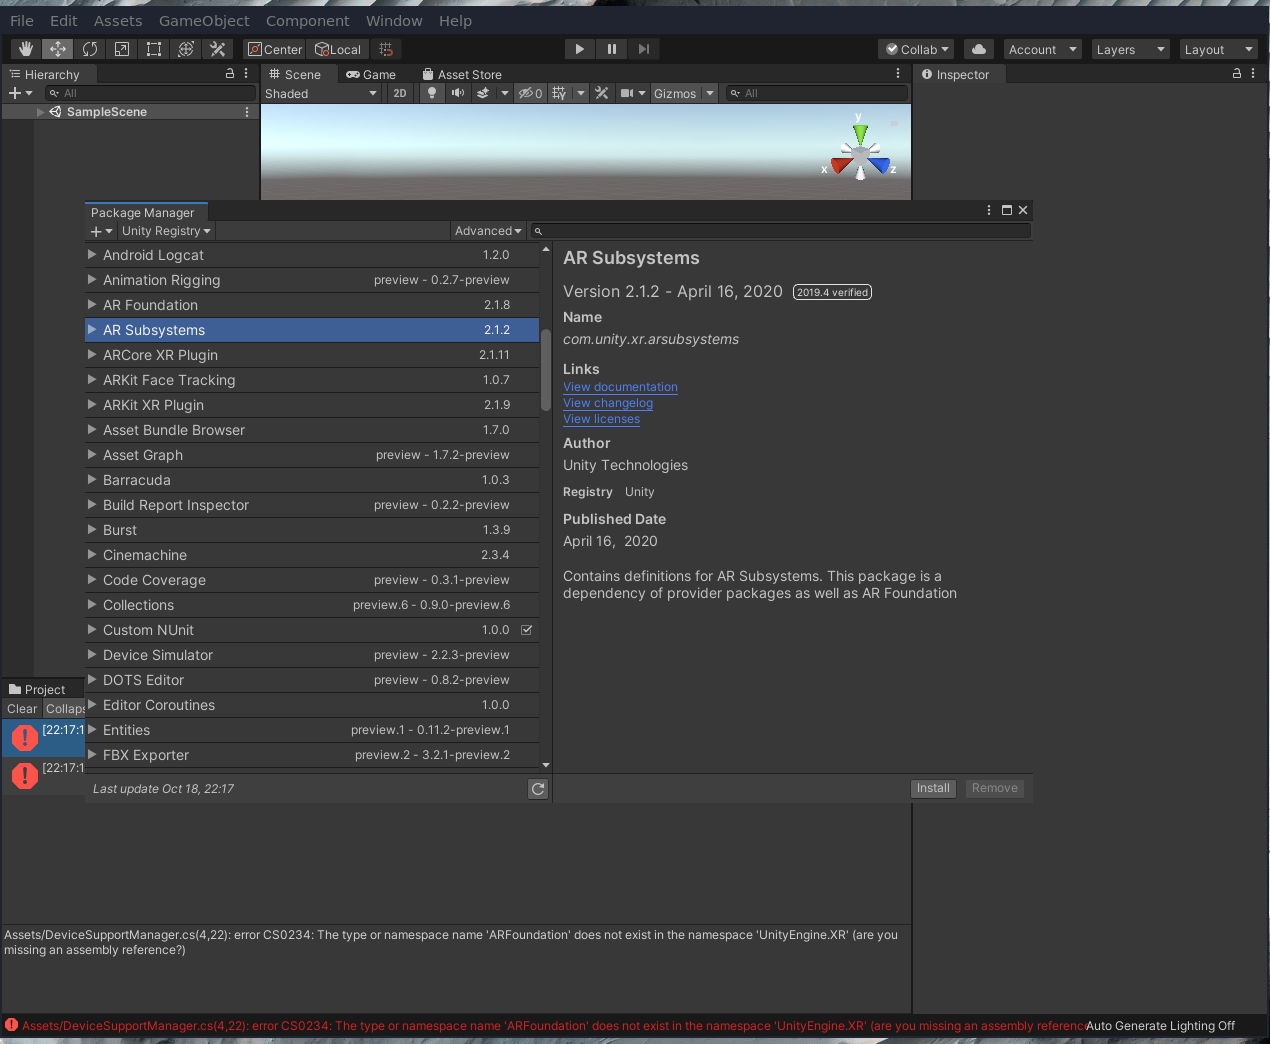 File Edit Assets GameObject Component Window Help
Center Local Collab Account Layers Layout
Hierarchy Scene Game Asset Store Inspector
All Shaded 2D 0 Gizmos All
SampleScene
y
x z
Package Manager
Unity Registry Advanced
Android Logcat 1.2.0
Animation Rigging preview - 0.2.7-preview
AR Foundation 2.1.8
AR Subsystems 2.1.2
ARCore XR Plugin 2.1.11
ARKit Face Tracking 1.0.7
ARKit XR Plugin 2.1.9
Asset Bundle Browser 1.7.0
Asset Graph preview - 1.7.2-preview
Barracuda 1.0.3
Build Report Inspector preview - 0.2.2-preview
Burst 1.3.9
Cinemachine 2.3.4
Code Coverage preview - 0.3.1-preview
Collections preview.6 - 0.9.0-preview.6
Custom NUnit 1.0.0
Device Simulator preview - 2.2.3-preview
DOTS Editor preview - 0.8.2-preview
Editor Coroutines 1.0.0
Entities preview.1 - 0.11.2-preview.1
FBX Exporter preview.2 - 3.2.1-preview.2
Last update Oct 18, 22:17
AR Subsystems
Version 2.1.2 - April 16, 2020 2019.4 verified
Name
com.unity.xr.arsubsystems
Links
View documentation
View changelog
View licenses
Author
Unity Technologies
Registry Unity
Published Date
April 16, 2020
Contains definitions for AR Subsystems. This package is a
dependency of provider packages as well as AR Foundation
Install Remove
Project
Clear Collaps
[22:17:1
[22:17:1
Assets/DeviceSupportManager.cs(4,22): error CS0234: The type or namespace name 'ARFoundation' does not exist in the namespace 'UnityEngine.XR' (are you
missing an assembly reference?)
Assets/DeviceSupportManager.cs(4,22): error CS0234: The type or namespace name 'ARFoundation' does not exist in the namespace 'UnityEngine.XR' (are you missing an assembly reference Auto Generate Lighting Off